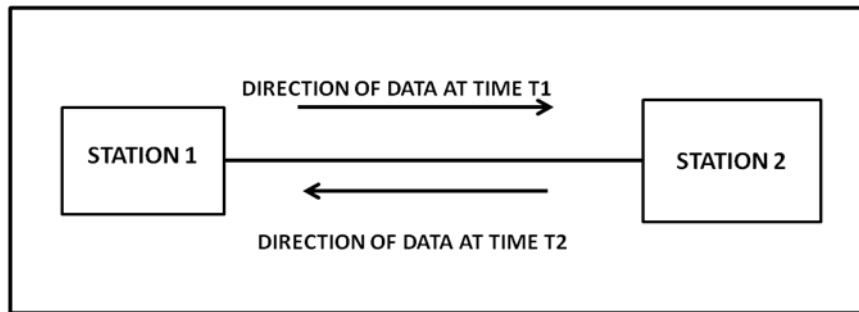 DIRECTION OF DATA AT TIME T1
STATION 1
STATION 2
DIRECTION OF DATA AT TIME T2